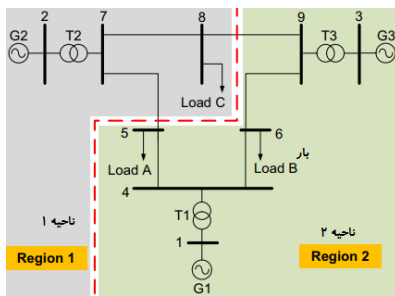 2
7
8
9
3
G2
T2
T3
G3
Load C
5
6
بار
Load A
Load B
4
T1
ناحیه ۱
ناحیه ۲
1
Region 1
Region 2
G1